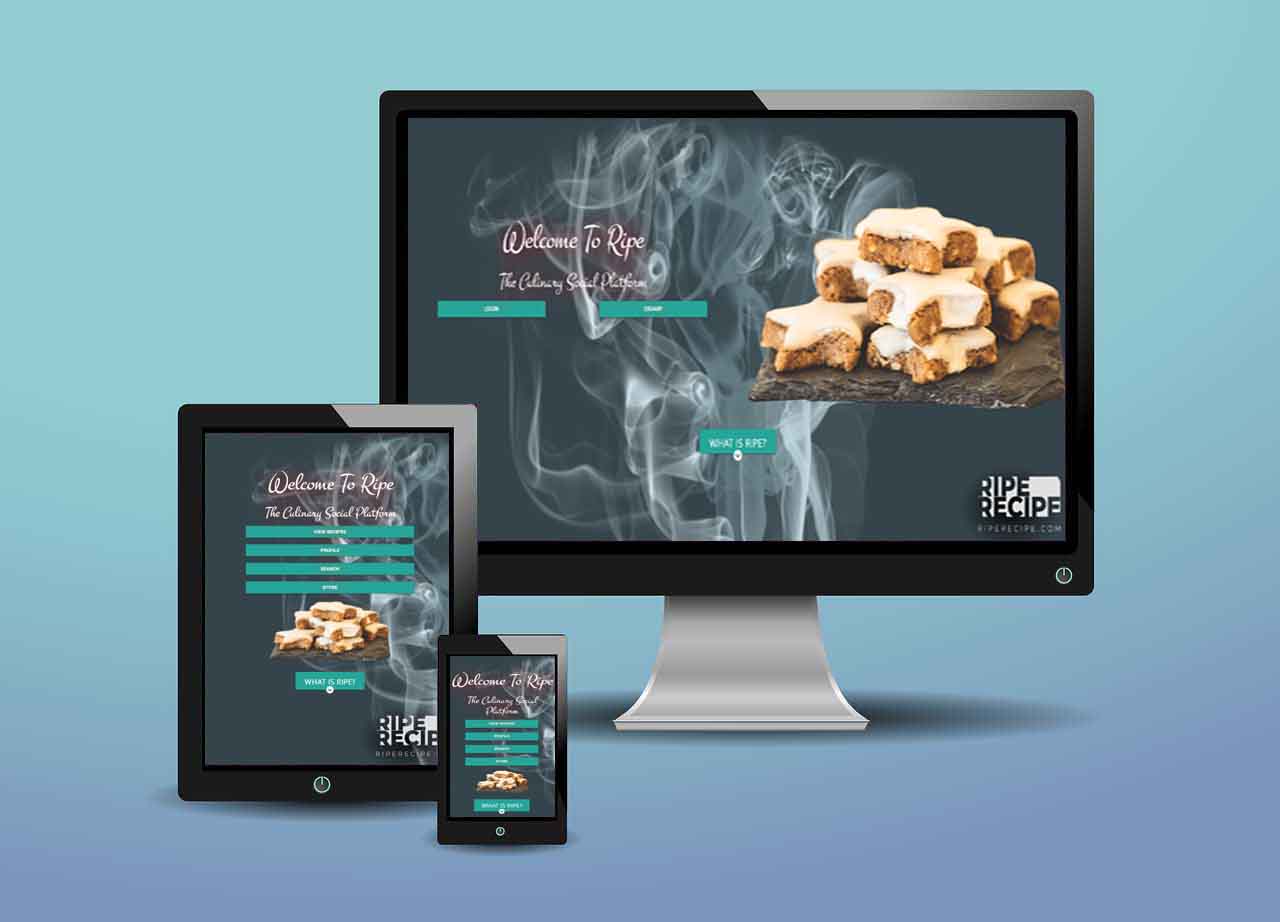 Welcome To Ripe
The Culinary Social Platform
LOGIN
SIGNUP
WHAT IS RIPE?
RIPE
RECIPE
RIPERECIPE.COM
Welcome To Ripe
The Culinary Social Platform
VIEW RECIPES
PROFILE
SEARCH
STORE
WHAT IS RIPE?
RIPE
RECIPE
RIPERECIPE
Welcome To Ripe
The Culinary Social
Platform
VIEW RECIPES
PROFILE
SEARCH
STORE
WHAT IS RIPE?